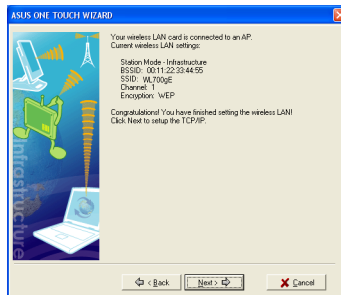 ASUS ONE TOUCH WIZARD
Your wireless LAN card is connected to an AP.
Current wireless LAN settings:
Station Mode - Infrastructure
BSSID: 00:11:22:33:44:55
SSID: WL700gE
Channel: 1
Encryption: WEP
Congratulations! You have finished setting the wireless LAN!
Click Next to setup the TCP/IP.
Infrastructure
< Back
Next >
Cancel